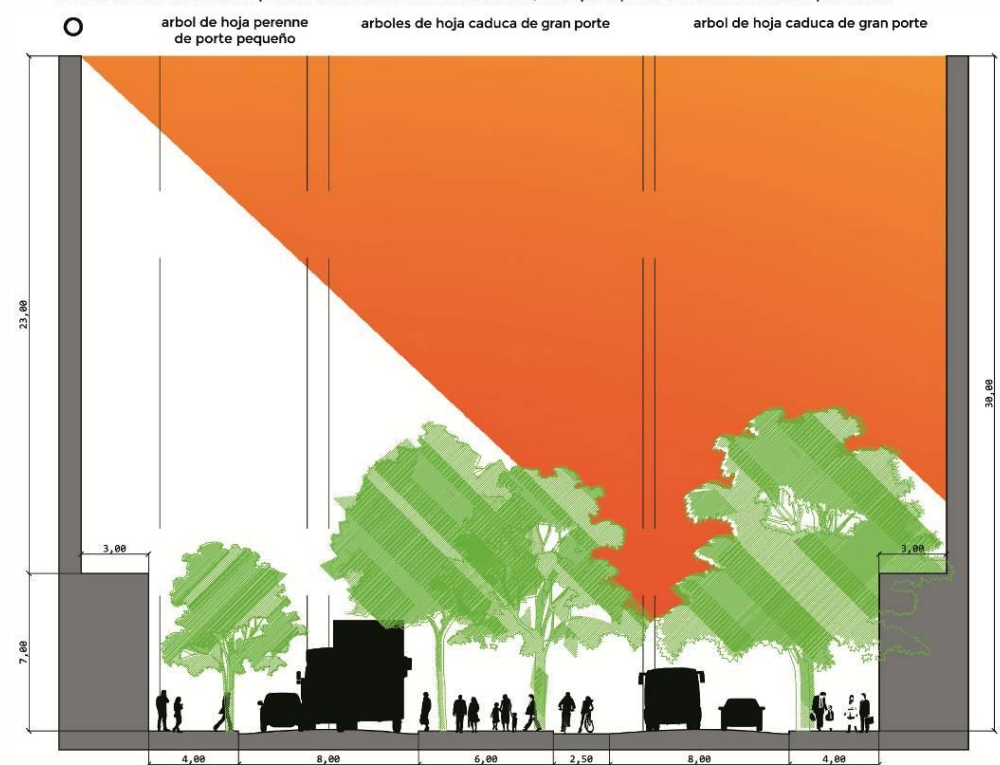 O
arbol de hoja perenne
de porte pequeño
arboles de hoja caduca de gran porte
arbol de hoja caduca de gran porte
23,00
30,00
3,00
3,00
7,00
4,00
8,00
6,00
2,50
8,00
4,00